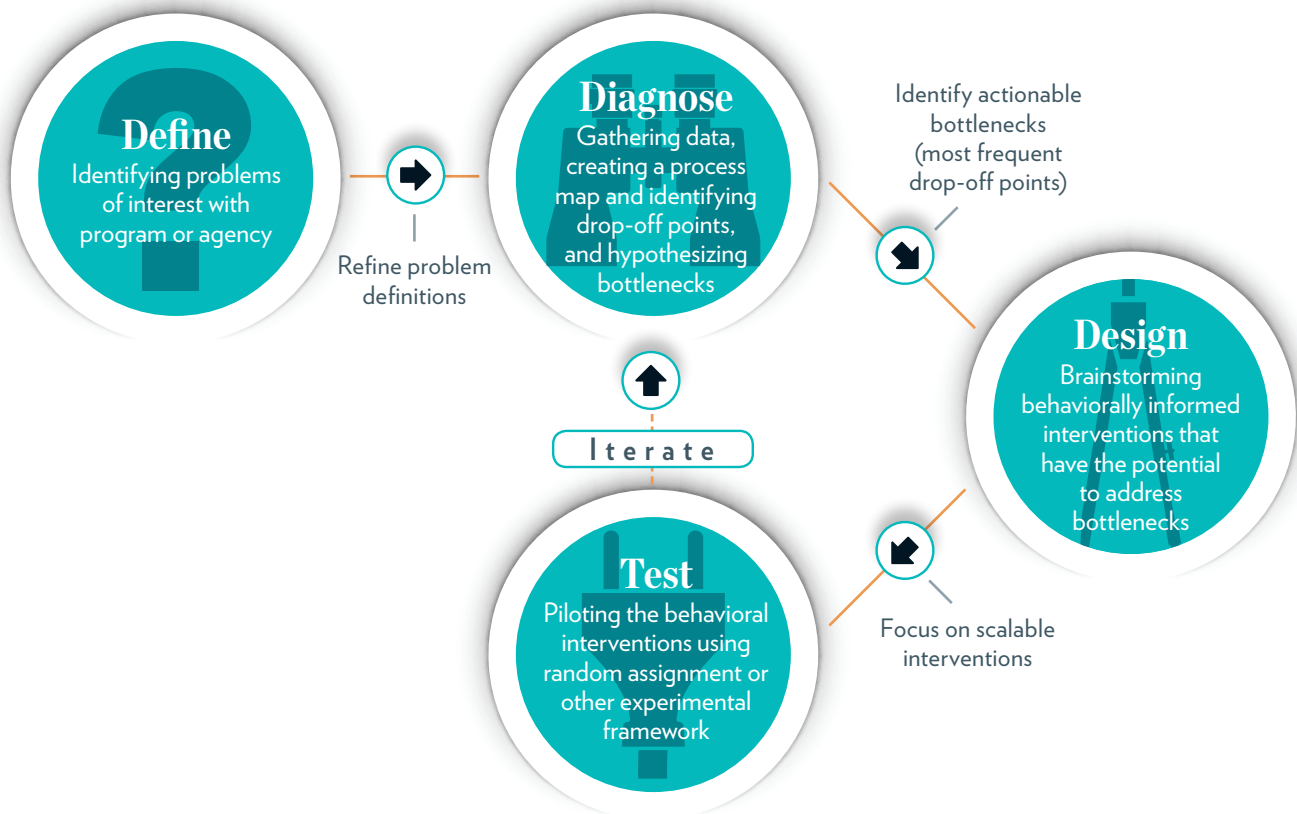 Define
Identifying problems
of interest with
program or agency
Refine problem
definitions
Diagnose
Gathering data,
creating a process
map and identifying
drop-off points,
and hypothesizing
bottlenecks
Identify actionable
bottlenecks
(most frequent
drop-off points)
Design
Brainstorming
behaviorally informed
interventions that
have the potential
to address
bottlenecks
Focus on scalable
interventions
Test
Piloting the behavioral
interventions using
random assignment or
other experimental
framework
Iterate